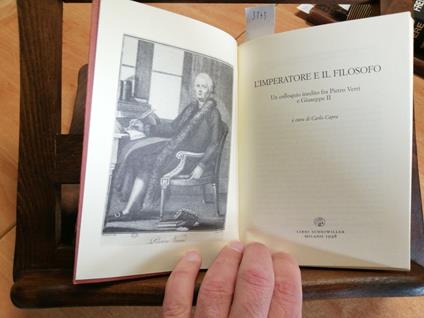 L'IMPERATORE E IL FILOSOFO
Un colloquio inedito fra Pietro Verri
e Giuseppe II
a cura di Carlo Capra
LIBRI SCHEIWILLER
MILANO 1998
Pietro Verri